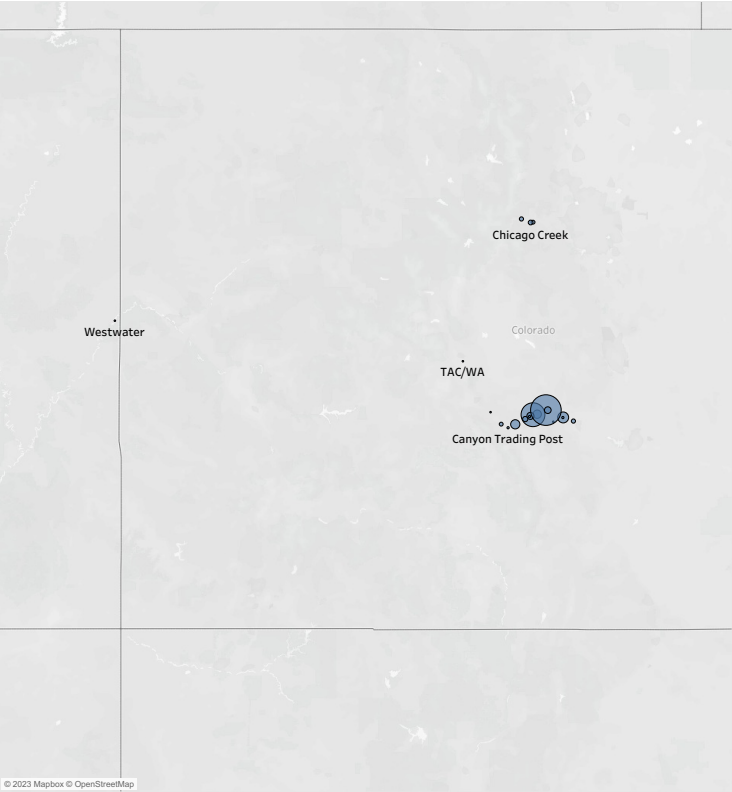 Chicago Creek
Colorado
Westwater
TAC/WA
Canyon Trading Post
© 2023 Mapbox © OpenStreetMap